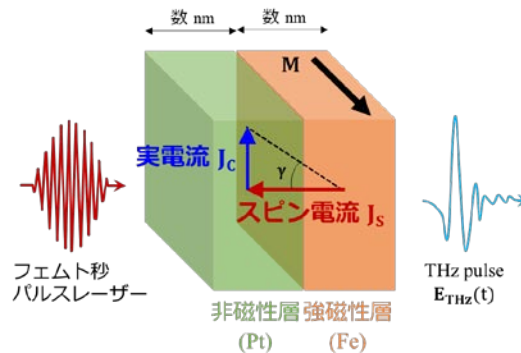 数 nm
数 nm
M
実電流 J_C
γ
スピン電流 J_S
フェムト秒
パルスレーザー
THz pulse
E_THz(t)
非磁性層
(Pt)
強磁性層
(Fe)